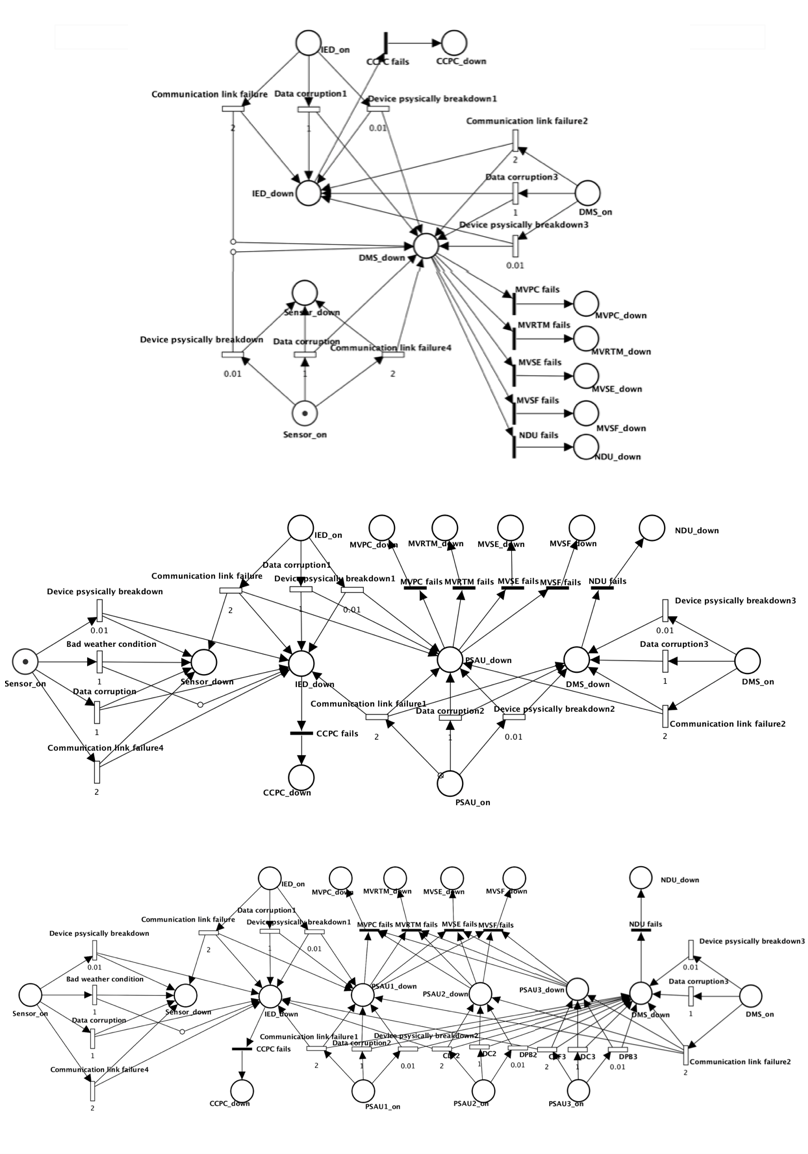 IED_on
CCPC fails
CCPC_down
Communication link failure
Data corruption1
Device psysically breakdown1
2
1
0.01
Communication link failure2
2
IED_down
Data corruption3
1
DMS_on
Device psysically breakdown3
0.01
DMS_down
MVPC fails
MVPC_down
Sensor_down
MVRTM fails
MVRTM_down
Device psysically breakdown
Data corruption
Communication link failure4
0.01
1
2
MVSE fails
MVSE_down
MVSF fails
MVSF_down
Sensor_on
NDU fails
NDU_down
IED_on
MVPC_down
MVRTM_down
MVSE_down
MVSF_down
NDU_down
Data corruption1
Communication link failure
Device psysically breakdown1
MVPC fails
MVRTM fails
MVSE fails
MVSF fails
NDU fails
Device psysically breakdown
2
1
0.01
Device psysically breakdown3
0.01
0.01
Bad weather condition
Data corruption3
1
1
Sensor_on
Sensor_down
IED_down
PSAU_down
DMS_down
DMS_on
Data corruption
1
Communication link failure1
Data corruption2
Device psysically breakdown2
2
1
0.01
Communication link failure2
2
Communication link failure4
2
CCPC fails
CCPC_down
PSAU_on
IED_on
MVPC_down
MVRTM_down
MVSE_down
MVSF_down
NDU_down
Communication link failure
Data corruption1
Device psysically breakdown1
MVPC fails
MVRTM fails
MVSE fails
MVSF fails
NDU fails
Device psysically breakdown
2
1
0.01
Device psysically breakdown3
0.01
0.01
Bad weather condition
Data corruption3
1
1
Sensor_on
Sensor_down
IED_down
PSAU1_down
PSAU2_down
PSAU3_down
DMS_down
DMS_on
Data corruption
1
Communication link failure1
Data corruption2
Device psysically breakdown2
CCPC fails
DC2
DPB2
DC3
DPB3
2
1
0.01
2
1
0.01
2
1
0.01
Communication link failure2
2
Communication link failure4
2
CCPC_down
PSAU1_on
PSAU2_on
PSAU3_on